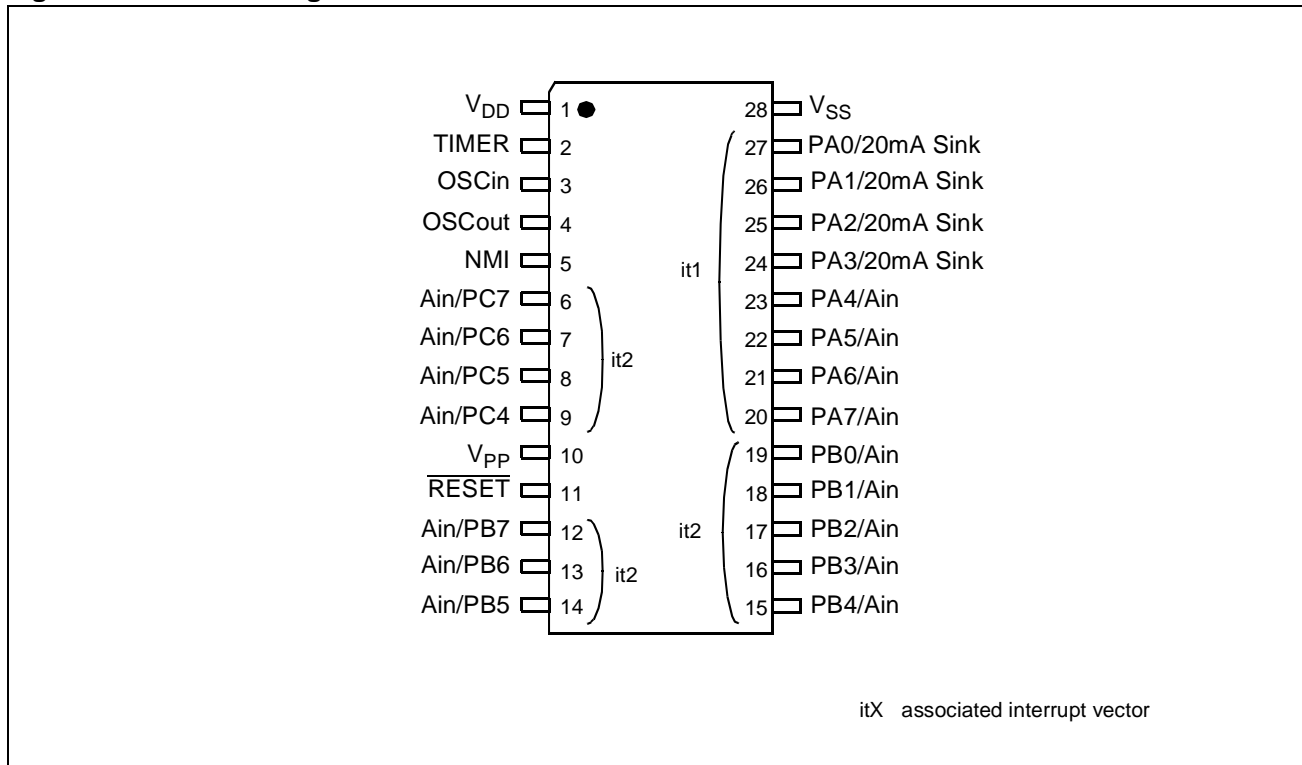 V_DD 1 28 V_SS
TIMER 2 27 PA0/20mA Sink
OSCin 3 26 PA1/20mA Sink
OSCout 4 25 PA2/20mA Sink
NMI 5 it1 24 PA3/20mA Sink
Ain/PC7 6 23 PA4/Ain
Ain/PC6 7 it2 22 PA5/Ain
Ain/PC5 8 21 PA6/Ain
Ain/PC4 9 20 PA7/Ain
V_PP 10 19 PB0/Ain
RESET 11 18 PB1/Ain
Ain/PB7 12 it2 17 PB2/Ain
Ain/PB6 13 it2 16 PB3/Ain
Ain/PB5 14 15 PB4/Ain
itX associated interrupt vector